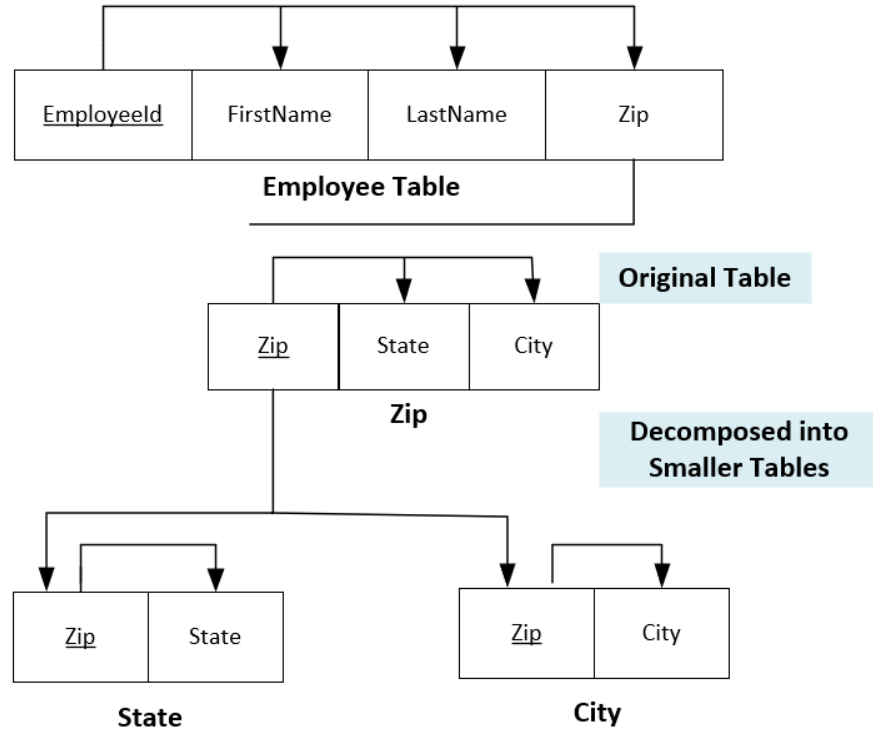 EmployeeId FirstName LastName Zip
Employee Table
Original Table
Zip State City
Zip
Decomposed into
Smaller Tables
Zip State
Zip City
State
City